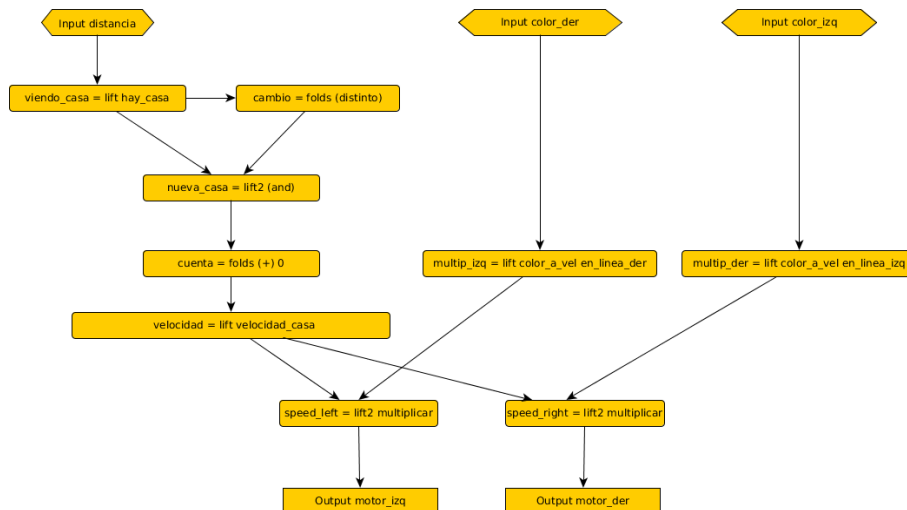 Input distancia
Input color_der
Input color_izq
viendo_casa = lift hay_casa
cambio = folds (distinto)
nueva_casa = lift2 (and)
cuenta = folds (+) 0
multip_izq = lift color_a_vel en_linea_der
multip_der = lift color_a_vel en_linea_izq
velocidad = lift velocidad_casa
speed_left = lift2 multiplicar
speed_right = lift2 multiplicar
Output motor_izq
Output motor_der